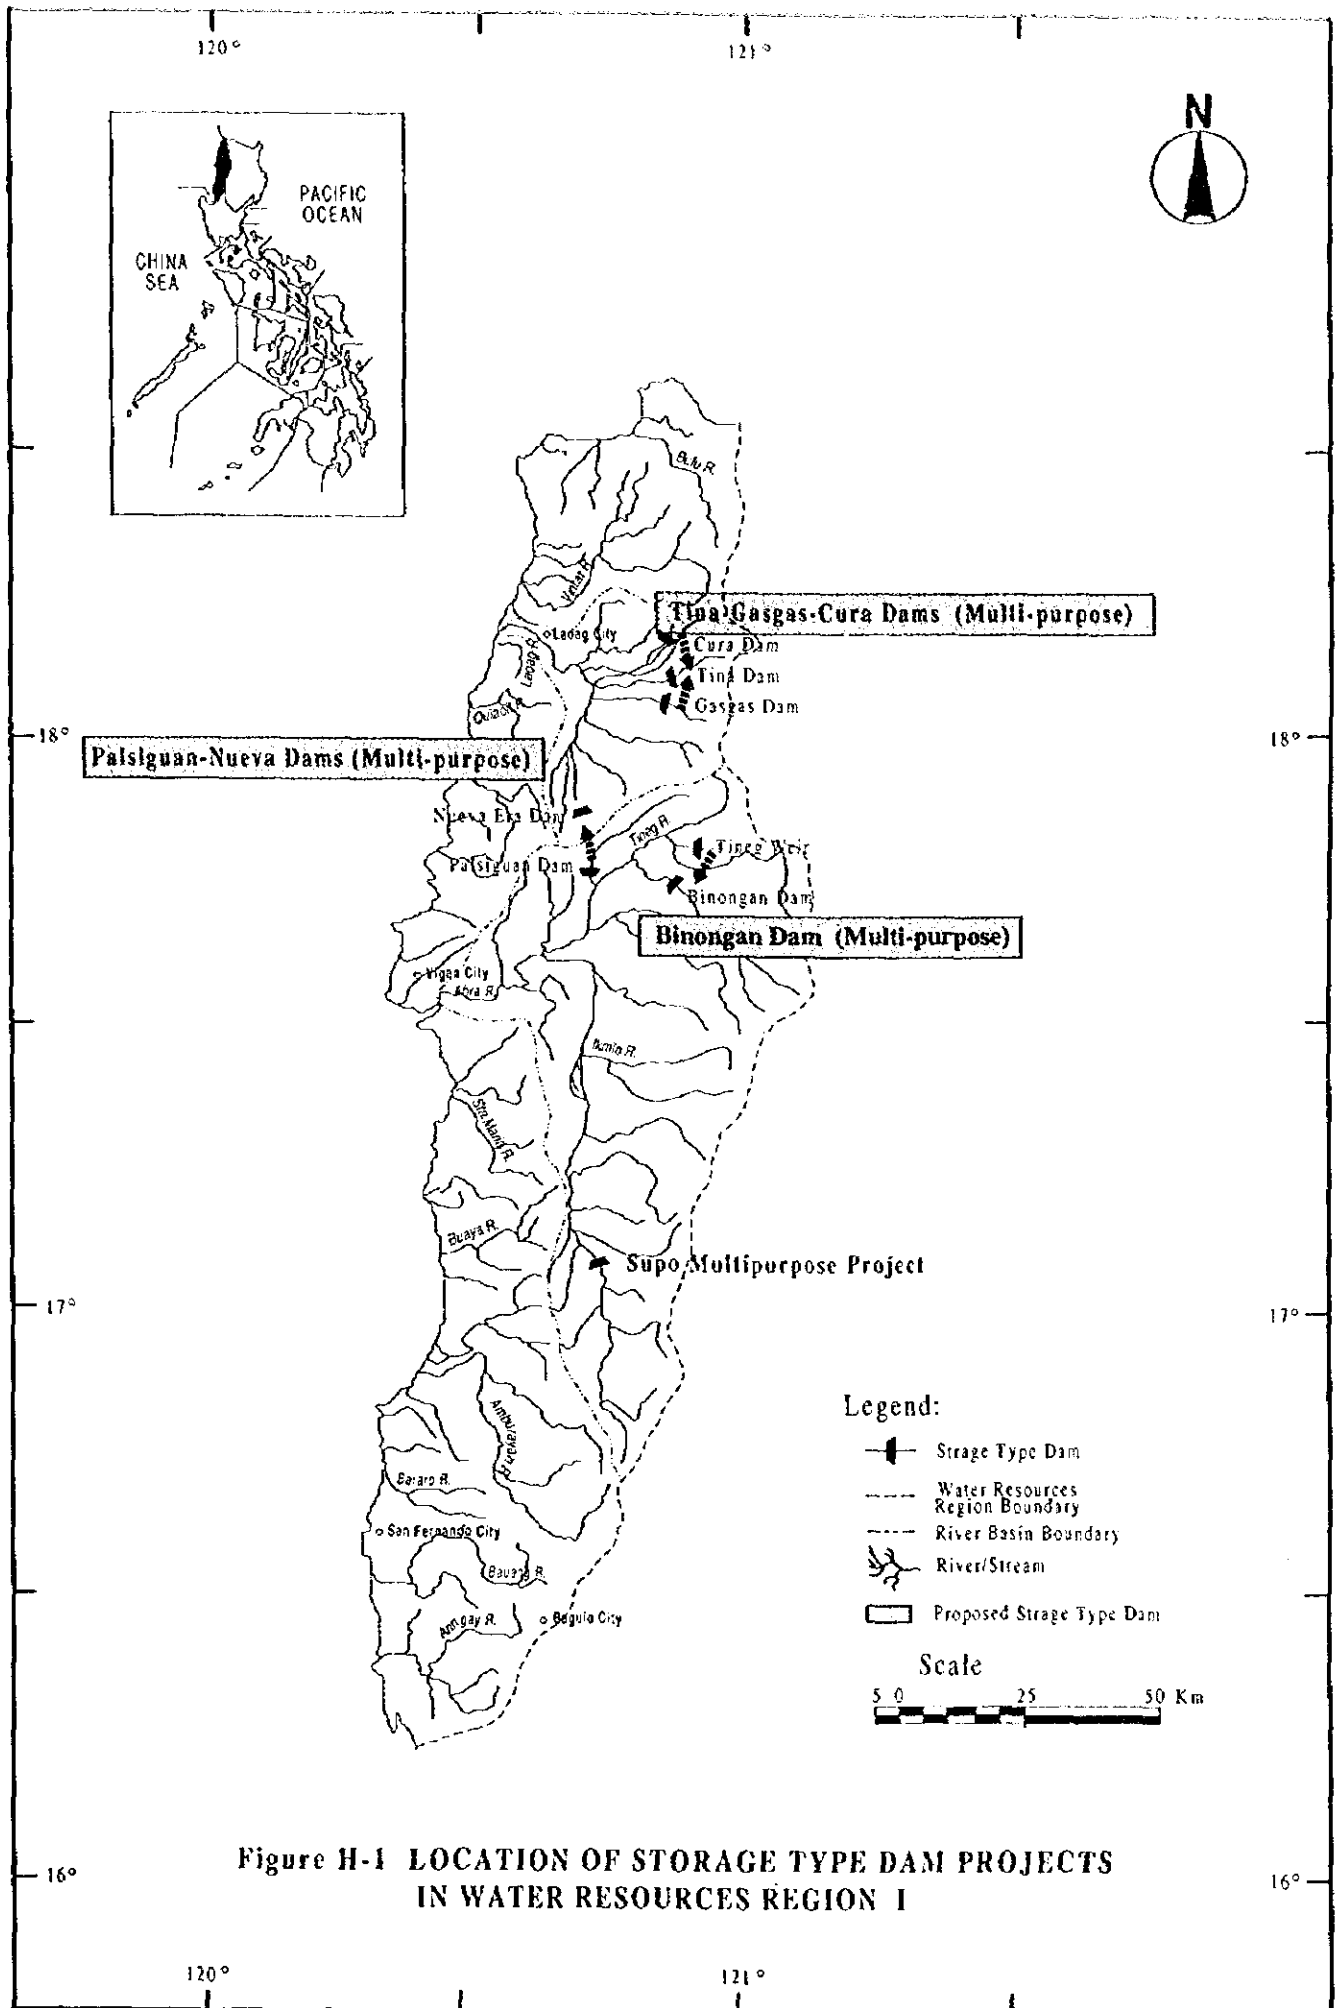 120°
121°
N
PACIFIC
OCEAN
CHINA
SEA
Bulu R.
Vintar R.
Tina-Gasgas-Cura Dams (Multi-purpose)
Laoag City
Cura Dam
Laoag R.
Tina Dam
Gasgas Dam
18°
18°
Palsiguan-Nueva Dams (Multi-purpose)
Nueva Era Dam
Tineg R.
Tineg Weir
Palsiguan Dam
Binongan Dam
Binongan Dam (Multi-purpose)
Vigan City
Abra R.
Sta. Maria R.
Buaya R.
Supo Multipurpose Project
17°
17°
Legend:
Amburayan R.
Strage Type Dam
Bararo R.
Water Resources
Region Boundary
San Fernando City
River Basin Boundary
River/Stream
Bauang R.
Proposed Strage Type Dam
Baguio City
Scale
5 0 25 50 Km
Figure H-1 LOCATION OF STORAGE TYPE DAM PROJECTS
IN WATER RESOURCES REGION I
16°
16°
120°
121°